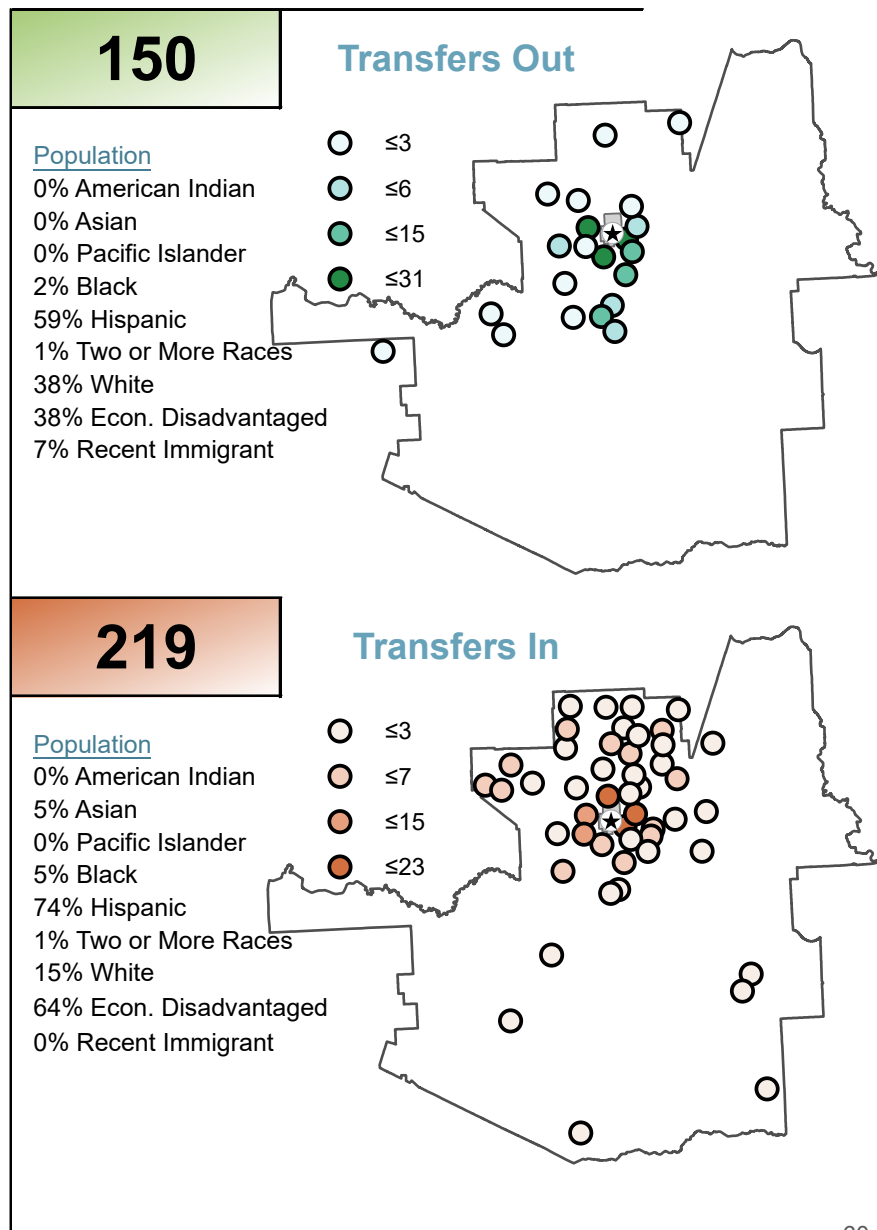 150
Transfers Out
Population
0% American Indian
0% Asian
0% Pacific Islander
2% Black
59% Hispanic
1% Two or More Races
38% White
38% Econ. Disadvantaged
7% Recent Immigrant
≤3
≤6
≤15
≤31
219
Transfers In
Population
0% American Indian
5% Asian
0% Pacific Islander
5% Black
74% Hispanic
1% Two or More Races
15% White
64% Econ. Disadvantaged
0% Recent Immigrant
≤3
≤7
≤15
≤23